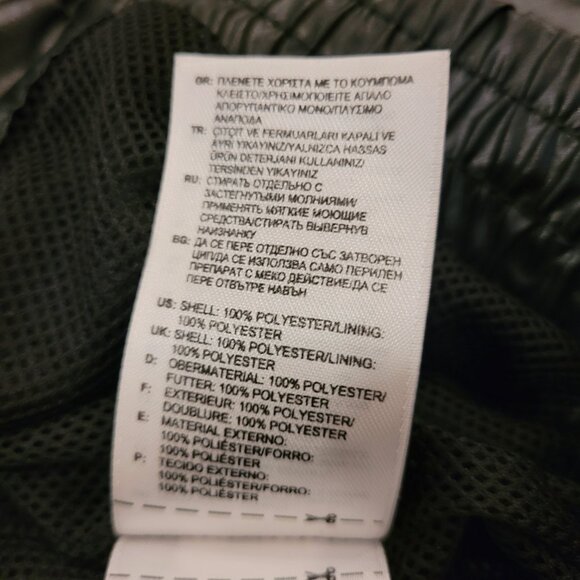 GR: ΠΛΕΝΕΤΕ ΧΩΡΙΣΤΑ ΜΕ ΤΟ ΚΟΥΜΠΩΜΑ
ΚΛΕΙΣΤΟ/ΧΡΗΣΙΜΟΠΟΙΕΙΤΕ ΑΠΑΛΟ
ΑΠΟΡΥΠΑΝΤΙΚΟ ΜΟΝΟ/ΠΛΥΣΙΜΟ
ΑΝΑΠΟΔΑ
TR: ÇITÇIT VE FERMUARLARI KAPALI VE
AYRI YIKAYINIZ/YALNIZCA HASSAS
ÜRÜN DETERJANI KULLANINIZ/
TERSİNDEN YIKAYINIZ
RU: СТИРАТЬ ОТДЕЛЬНО С
ЗАСТЕГНУТЫМИ МОЛНИЯМИ/
ПРИМЕНЯТЬ МЯГКИЕ МОЮЩИЕ
СРЕДСТВА/СТИРАТЬ ВЫВЕРНУВ
НАИЗНАНКУ
BG: ДА СЕ ПЕРЕ ОТДЕЛНО СЪС ЗАТВОРЕН
ЦИП/ДА СЕ ИЗПОЛЗВА САМО ПЕРИЛЕН
ПРЕПАРАТ С МЕКО ДЕЙСТВИЕ/ДА СЕ
ПЕРЕ ОТВЪТРЕ НАВЪН
US: SHELL: 100% POLYESTER/LINING:
100% POLYESTER
UK: SHELL: 100% POLYESTER/LINING:
100% POLYESTER
D: OBERMATERIAL: 100% POLYESTER/
FUTTER: 100% POLYESTER
F: EXTERIEUR: 100% POLYESTER/
DOUBLURE: 100% POLYESTER
E: MATERIAL EXTERNO:
100% POLIÉSTER/FORRO:
100% POLIÉSTER
P: TECIDO EXTERNO:
100% POLIÉSTER/FORRO:
100% POLIÉSTER